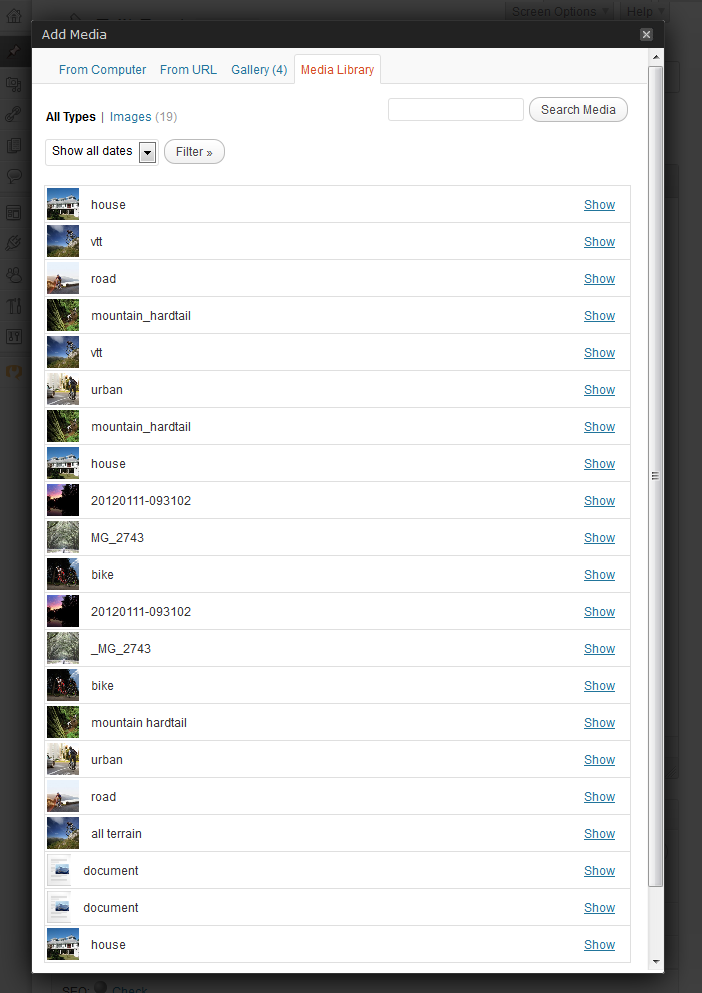 Screen Options Help
Add Media
From Computer From URL Gallery (4) Media Library
All Types | Images (19) Search Media
Show all dates Filter »
house Show
vtt Show
road Show
mountain_hardtail Show
vtt Show
urban Show
mountain_hardtail Show
house Show
20120111-093102 Show
MG_2743 Show
bike Show
20120111-093102 Show
_MG_2743 Show
bike Show
mountain hardtail Show
urban Show
road Show
all terrain Show
document Show
document Show
house Show
SEO: Check